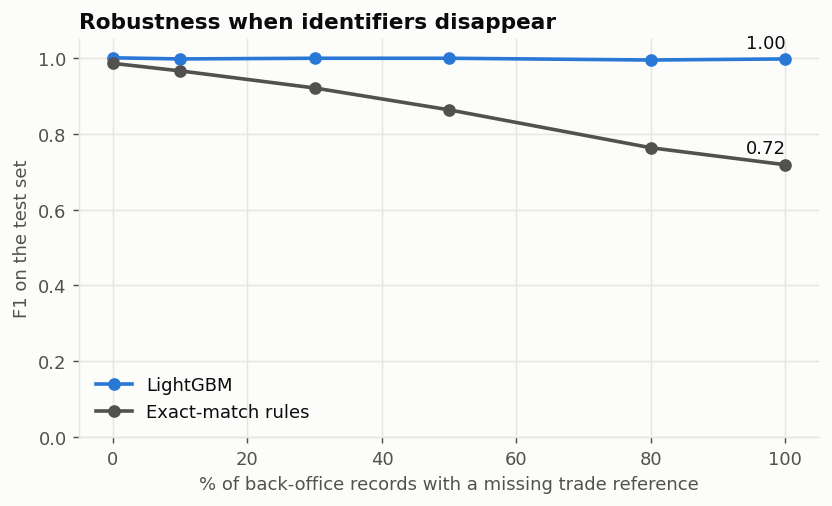 Robustness when identifiers disappear
1.00
0.72
1.0
0.8
0.6
0.4
0.2
0.0
F1 on the test set
LightGBM
Exact-match rules
0 20 40 60 80 100
% of back-office records with a missing trade reference